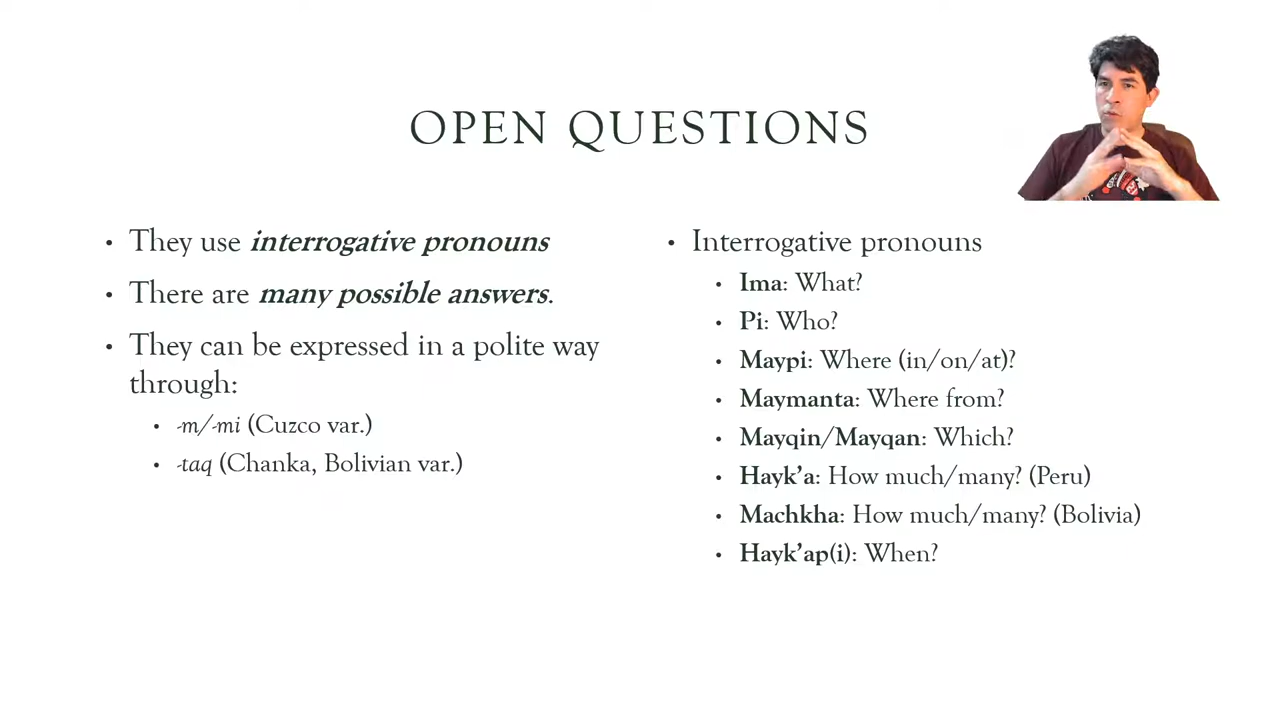 OPEN QUESTIONS
• They use interrogative pronouns
• There are many possible answers.
• They can be expressed in a polite way
through:
• -m/-mi (Cuzco var.)
• -taq (Chanka, Bolivian var.)
• Interrogative pronouns
• Ima: What?
• Pi: Who?
• Maypi: Where (in/on/at)?
• Maymanta: Where from?
• Mayqin/Mayqan: Which?
• Hayk’a: How much/many? (Peru)
• Machkha: How much/many? (Bolivia)
• Hayk’ap(i): When?